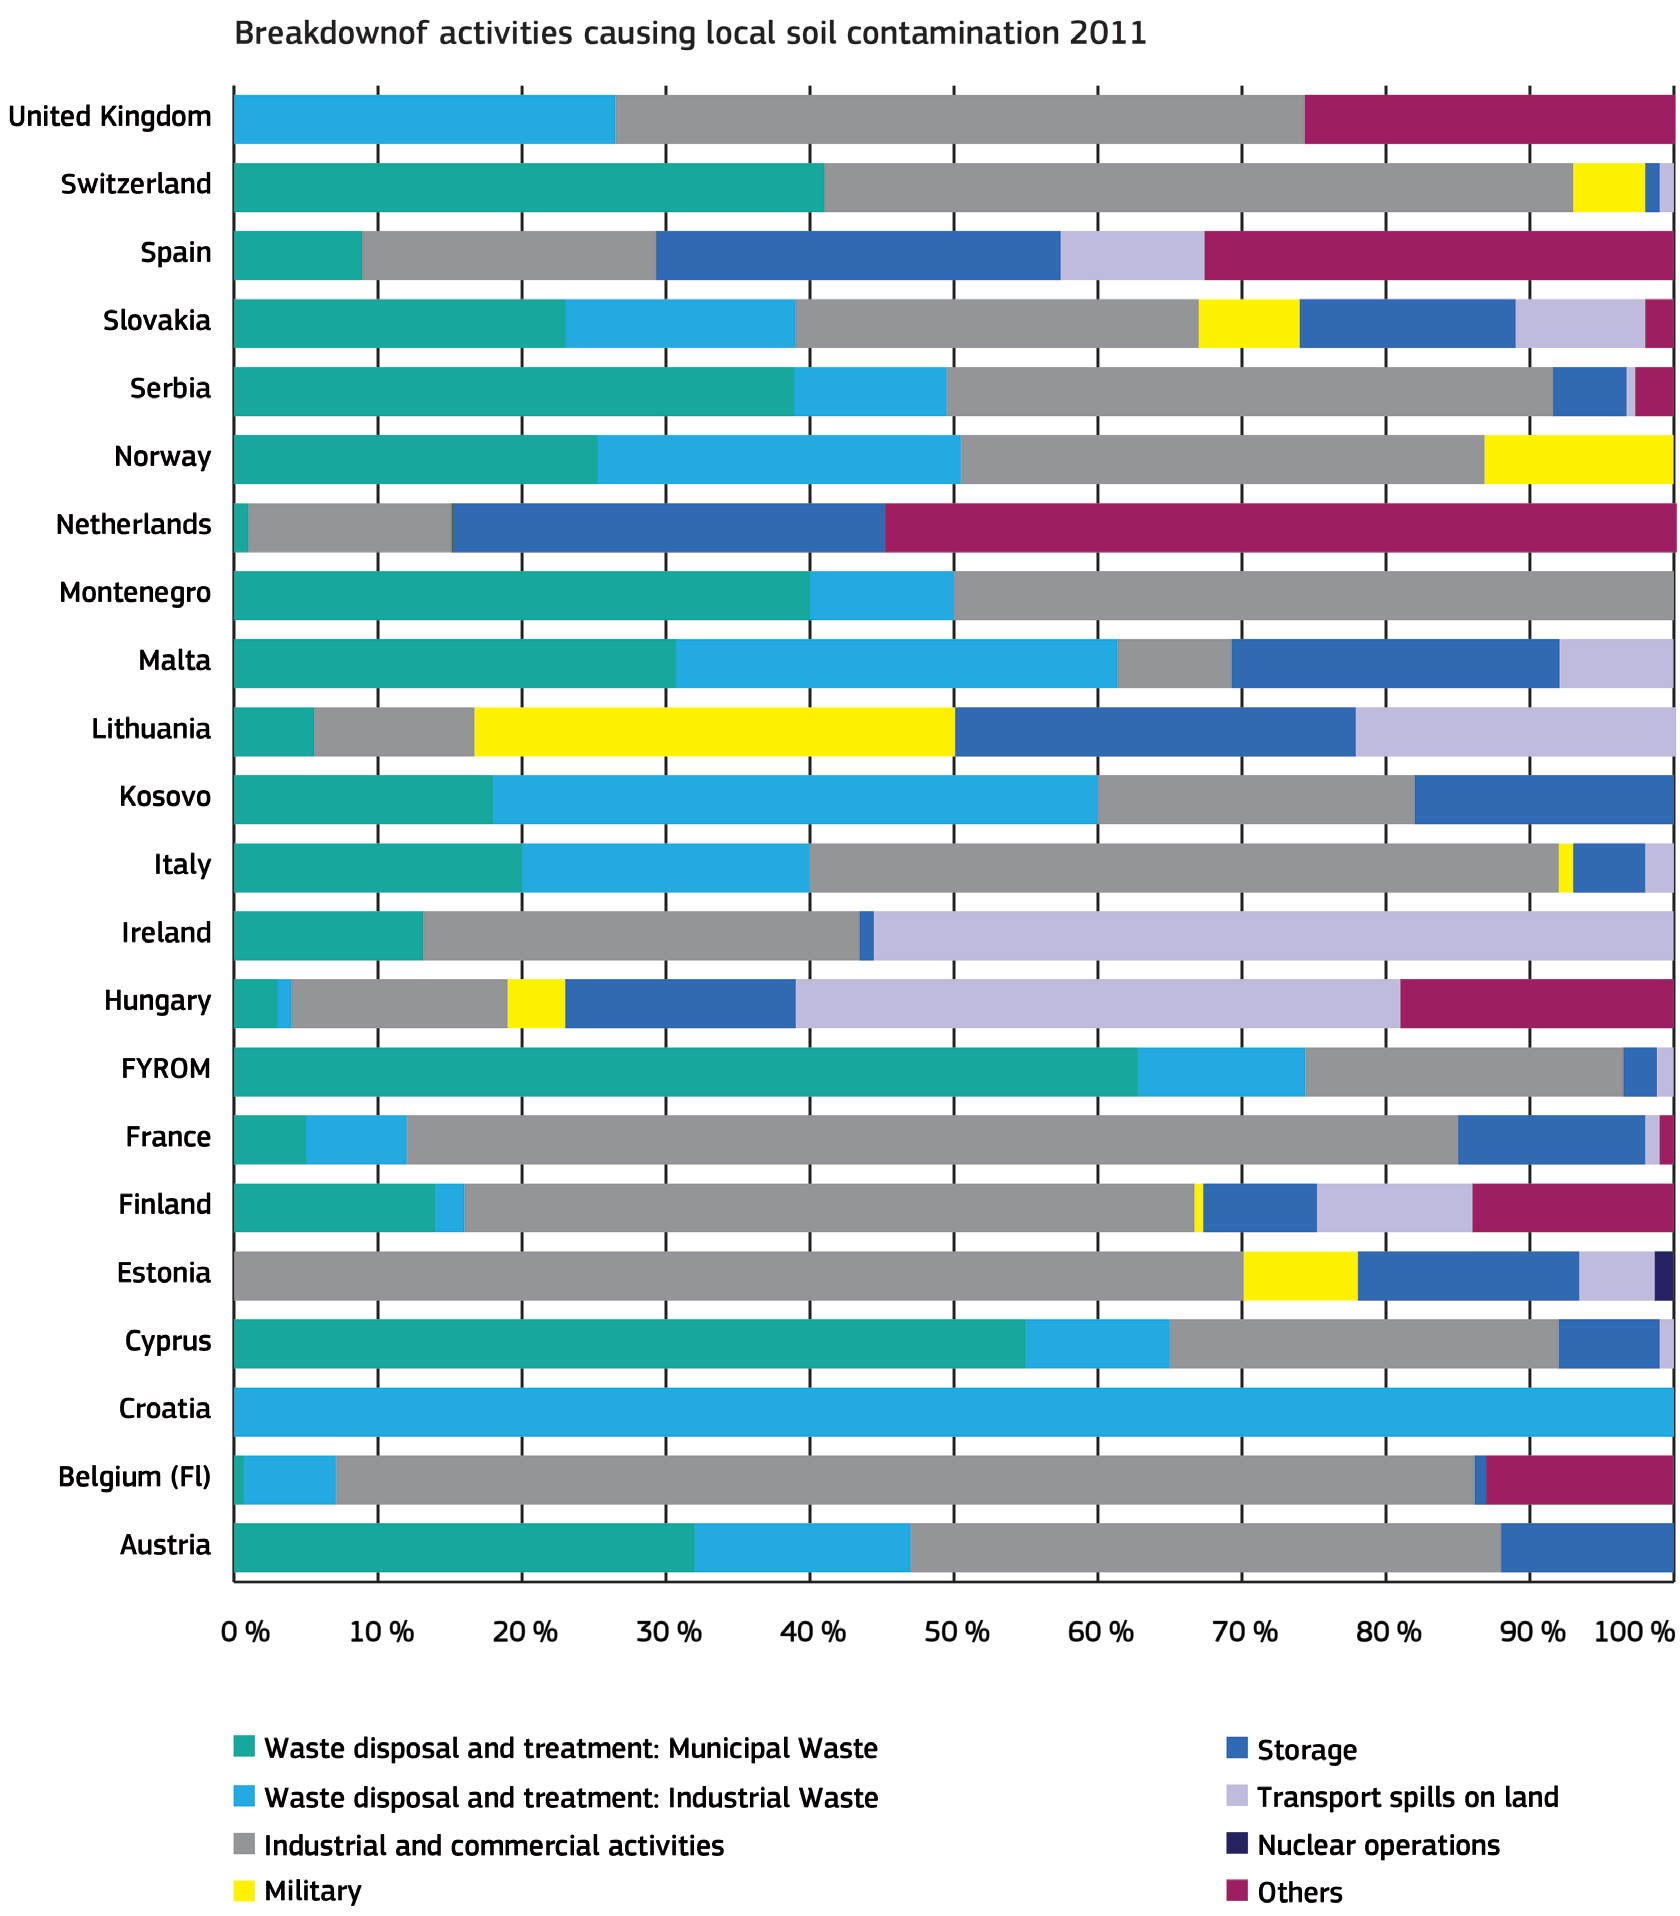 Breakdownof activities causing local soil contamination 2011
United Kingdom
Switzerland
Spain
Slovakia
Serbia
Norway
Netherlands
Montenegro
Malta
Lithuania
Kosovo
Italy
Ireland
Hungary
FYROM
France
Finland
Estonia
Cyprus
Croatia
Belgium (Fl)
Austria
0 % 10 % 20 % 30 % 40 % 50 % 60 % 70 % 80 % 90 % 100 %
Waste disposal and treatment: Municipal Waste
Waste disposal and treatment: Industrial Waste
Industrial and commercial activities
Military
Storage
Transport spills on land
Nuclear operations
Others